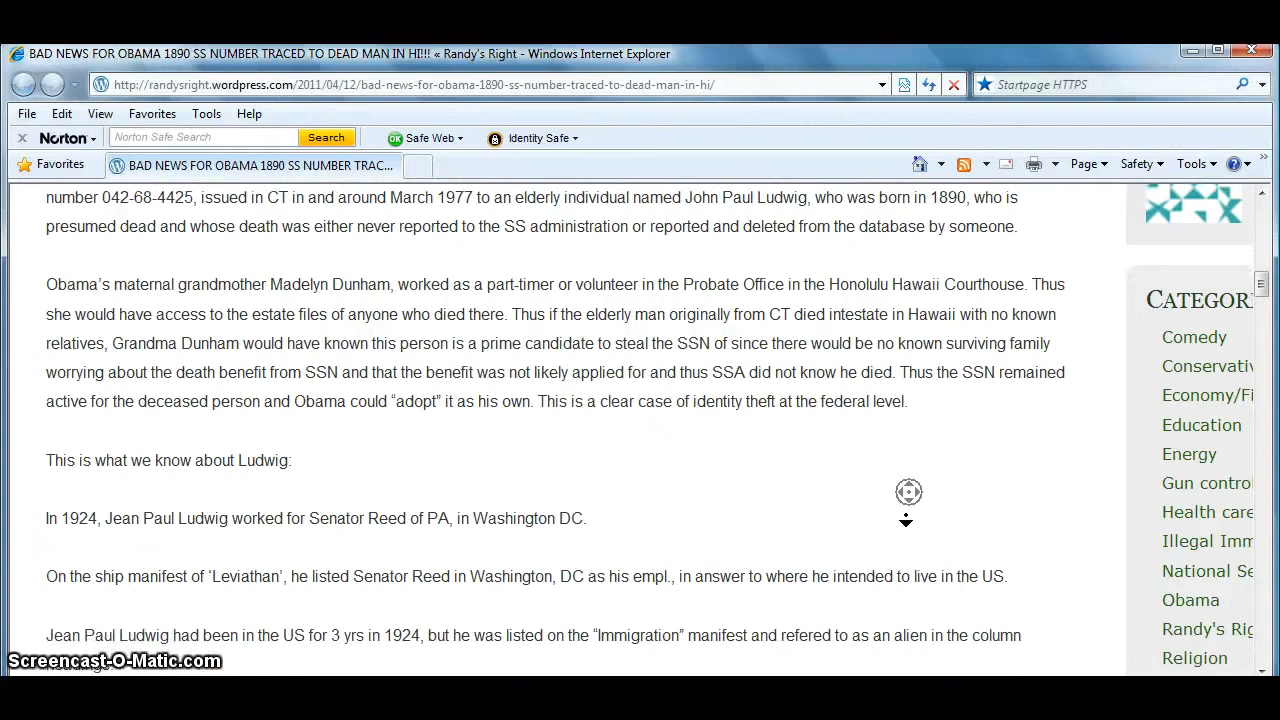 BAD NEWS FOR OBAMA 1890 SS NUMBER TRACED TO DEAD MAN IN HI!!! « Randy's Right - Windows Internet Explorer
http://randysright.wordpress.com/2011/04/12/bad-news-for-obama-1890-ss-number-traced-to-dead-man-in-hi/
Startpage HTTPS
File Edit View Favorites Tools Help
x Norton Norton Safe Search Search OK Safe Web Identity Safe
Favorites BAD NEWS FOR OBAMA 1890 SS NUMBER TRAC... Page Safety Tools
number 042-68-4425, issued in CT in and around March 1977 to an elderly individual named John Paul Ludwig, who was born in 1890, who is
presumed dead and whose death was either never reported to the SS administration or reported and deleted from the database by someone.
Obama’s maternal grandmother Madelyn Dunham, worked as a part-timer or volunteer in the Probate Office in the Honolulu Hawaii Courthouse. Thus
she would have access to the estate files of anyone who died there. Thus if the elderly man originally from CT died intestate in Hawaii with no known
relatives, Grandma Dunham would have known this person is a prime candidate to steal the SSN of since there would be no known surviving family
worrying about the death benefit from SSN and that the benefit was not likely applied for and thus SSA did not know he died. Thus the SSN remained
active for the deceased person and Obama could “adopt” it as his own. This is a clear case of identity theft at the federal level.
This is what we know about Ludwig:
In 1924, Jean Paul Ludwig worked for Senator Reed of PA, in Washington DC.
On the ship manifest of ‘Leviathan’, he listed Senator Reed in Washington, DC as his empl., in answer to where he intended to live in the US.
Jean Paul Ludwig had been in the US for 3 yrs in 1924, but he was listed on the “Immigration” manifest and refered to as an alien in the column
CATEGOR
Comedy
Conservati
Economy/Fi
Education
Energy
Gun contro
Health care
Illegal Imm
National Se
Obama
Randy's Rig
Religion
Screencast-O-Matic.com